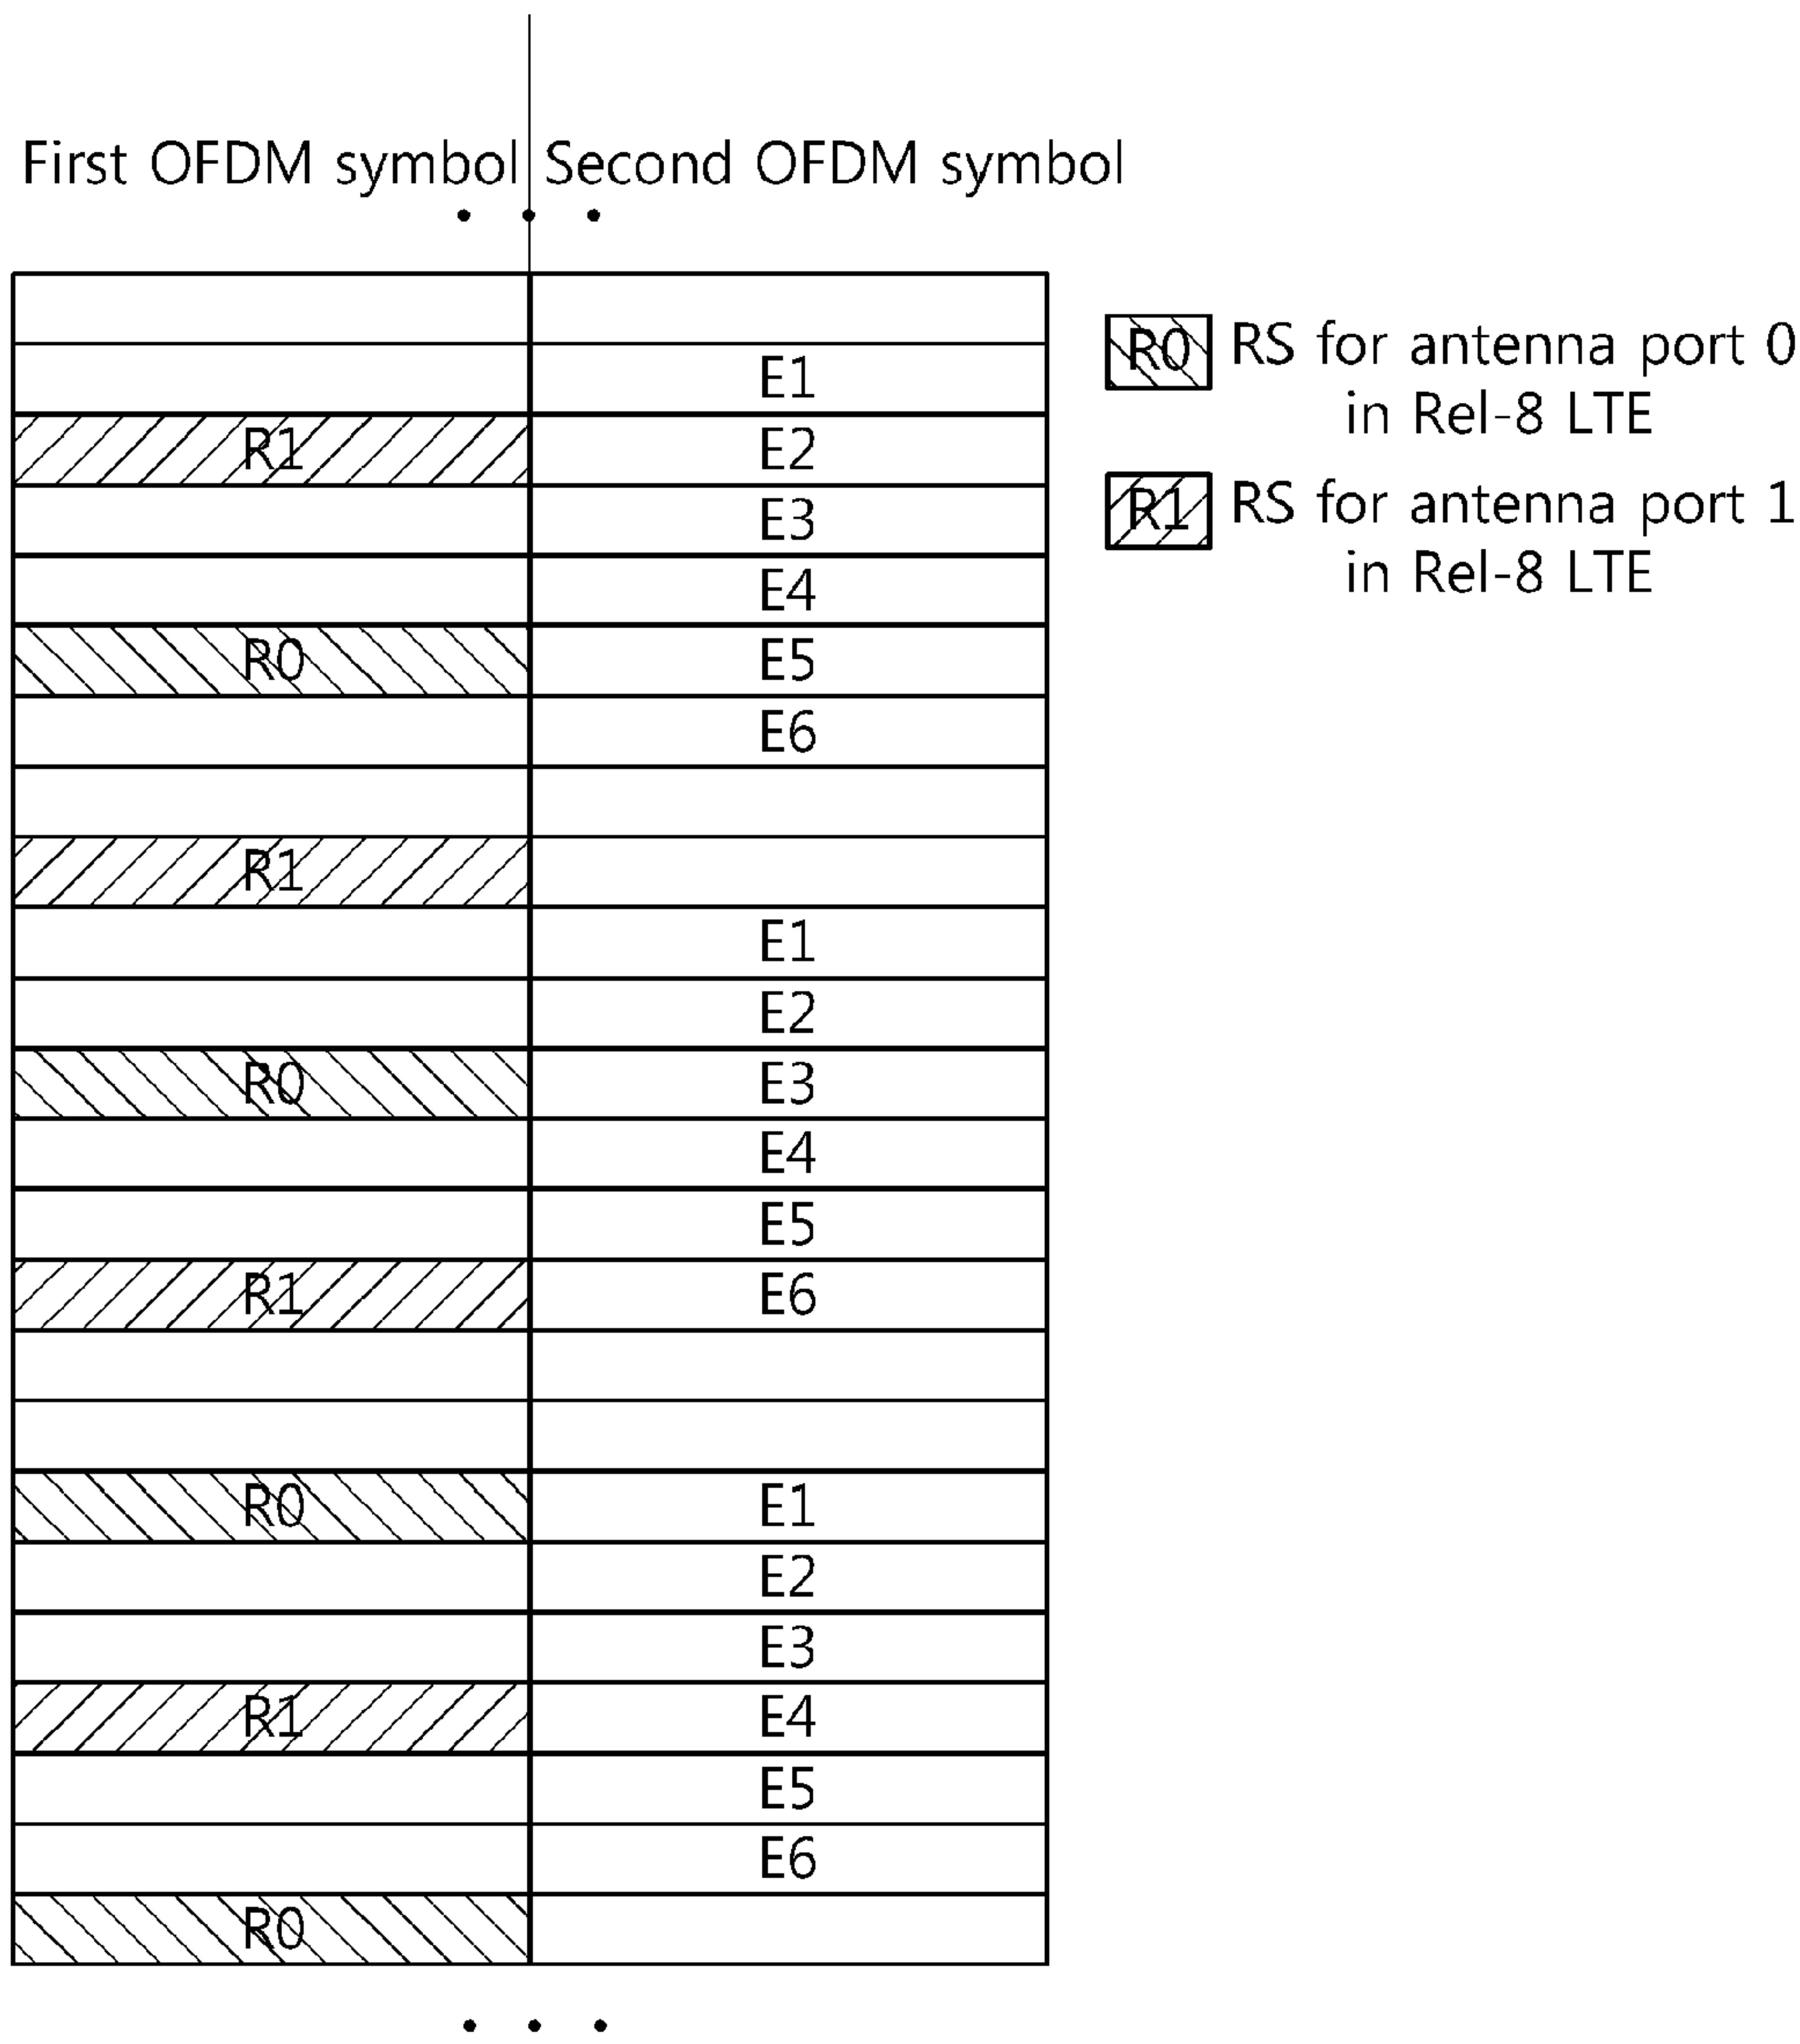 First OFDM symbol Second OFDM symbol
. . .
R0 RS for antenna port 0
in Rel-8 LTE
R1 RS for antenna port 1
in Rel-8 LTE
E1
R1 E2
E3
E4
R0 E5
E6
R1
E1
E2
R0 E3
E4
E5
R1 E6
R0 E1
E2
E3
R1 E4
E5
E6
R0
. . .